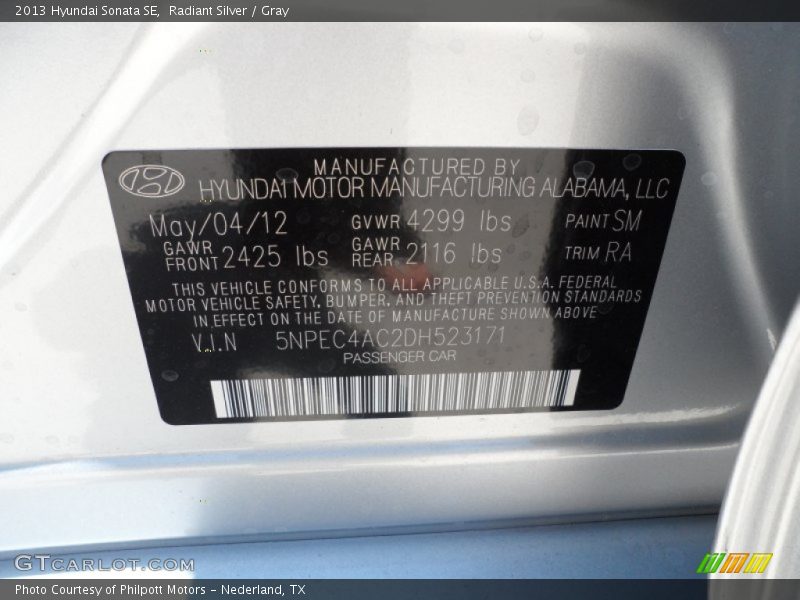 2013 Hyundai Sonata SE, Radiant Silver / Gray
MANUFACTURED BY
HYUNDAI MOTOR MANUFACTURING ALABAMA, LLC
May/04/12 GVWR 4299 lbs PAINT SM
GAWR FRONT 2425 lbs GAWR REAR 2116 lbs TRIM RA
THIS VEHICLE CONFORMS TO ALL APPLICABLE U.S.A. FEDERAL
MOTOR VEHICLE SAFETY, BUMPER, AND THEFT PREVENTION STANDARDS
IN EFFECT ON THE DATE OF MANUFACTURE SHOWN ABOVE
V.I.N 5NPEC4AC2DH523171
PASSENGER CAR
GTCarLot.com
Photo Courtesy of Philpott Motors - Nederland, TX